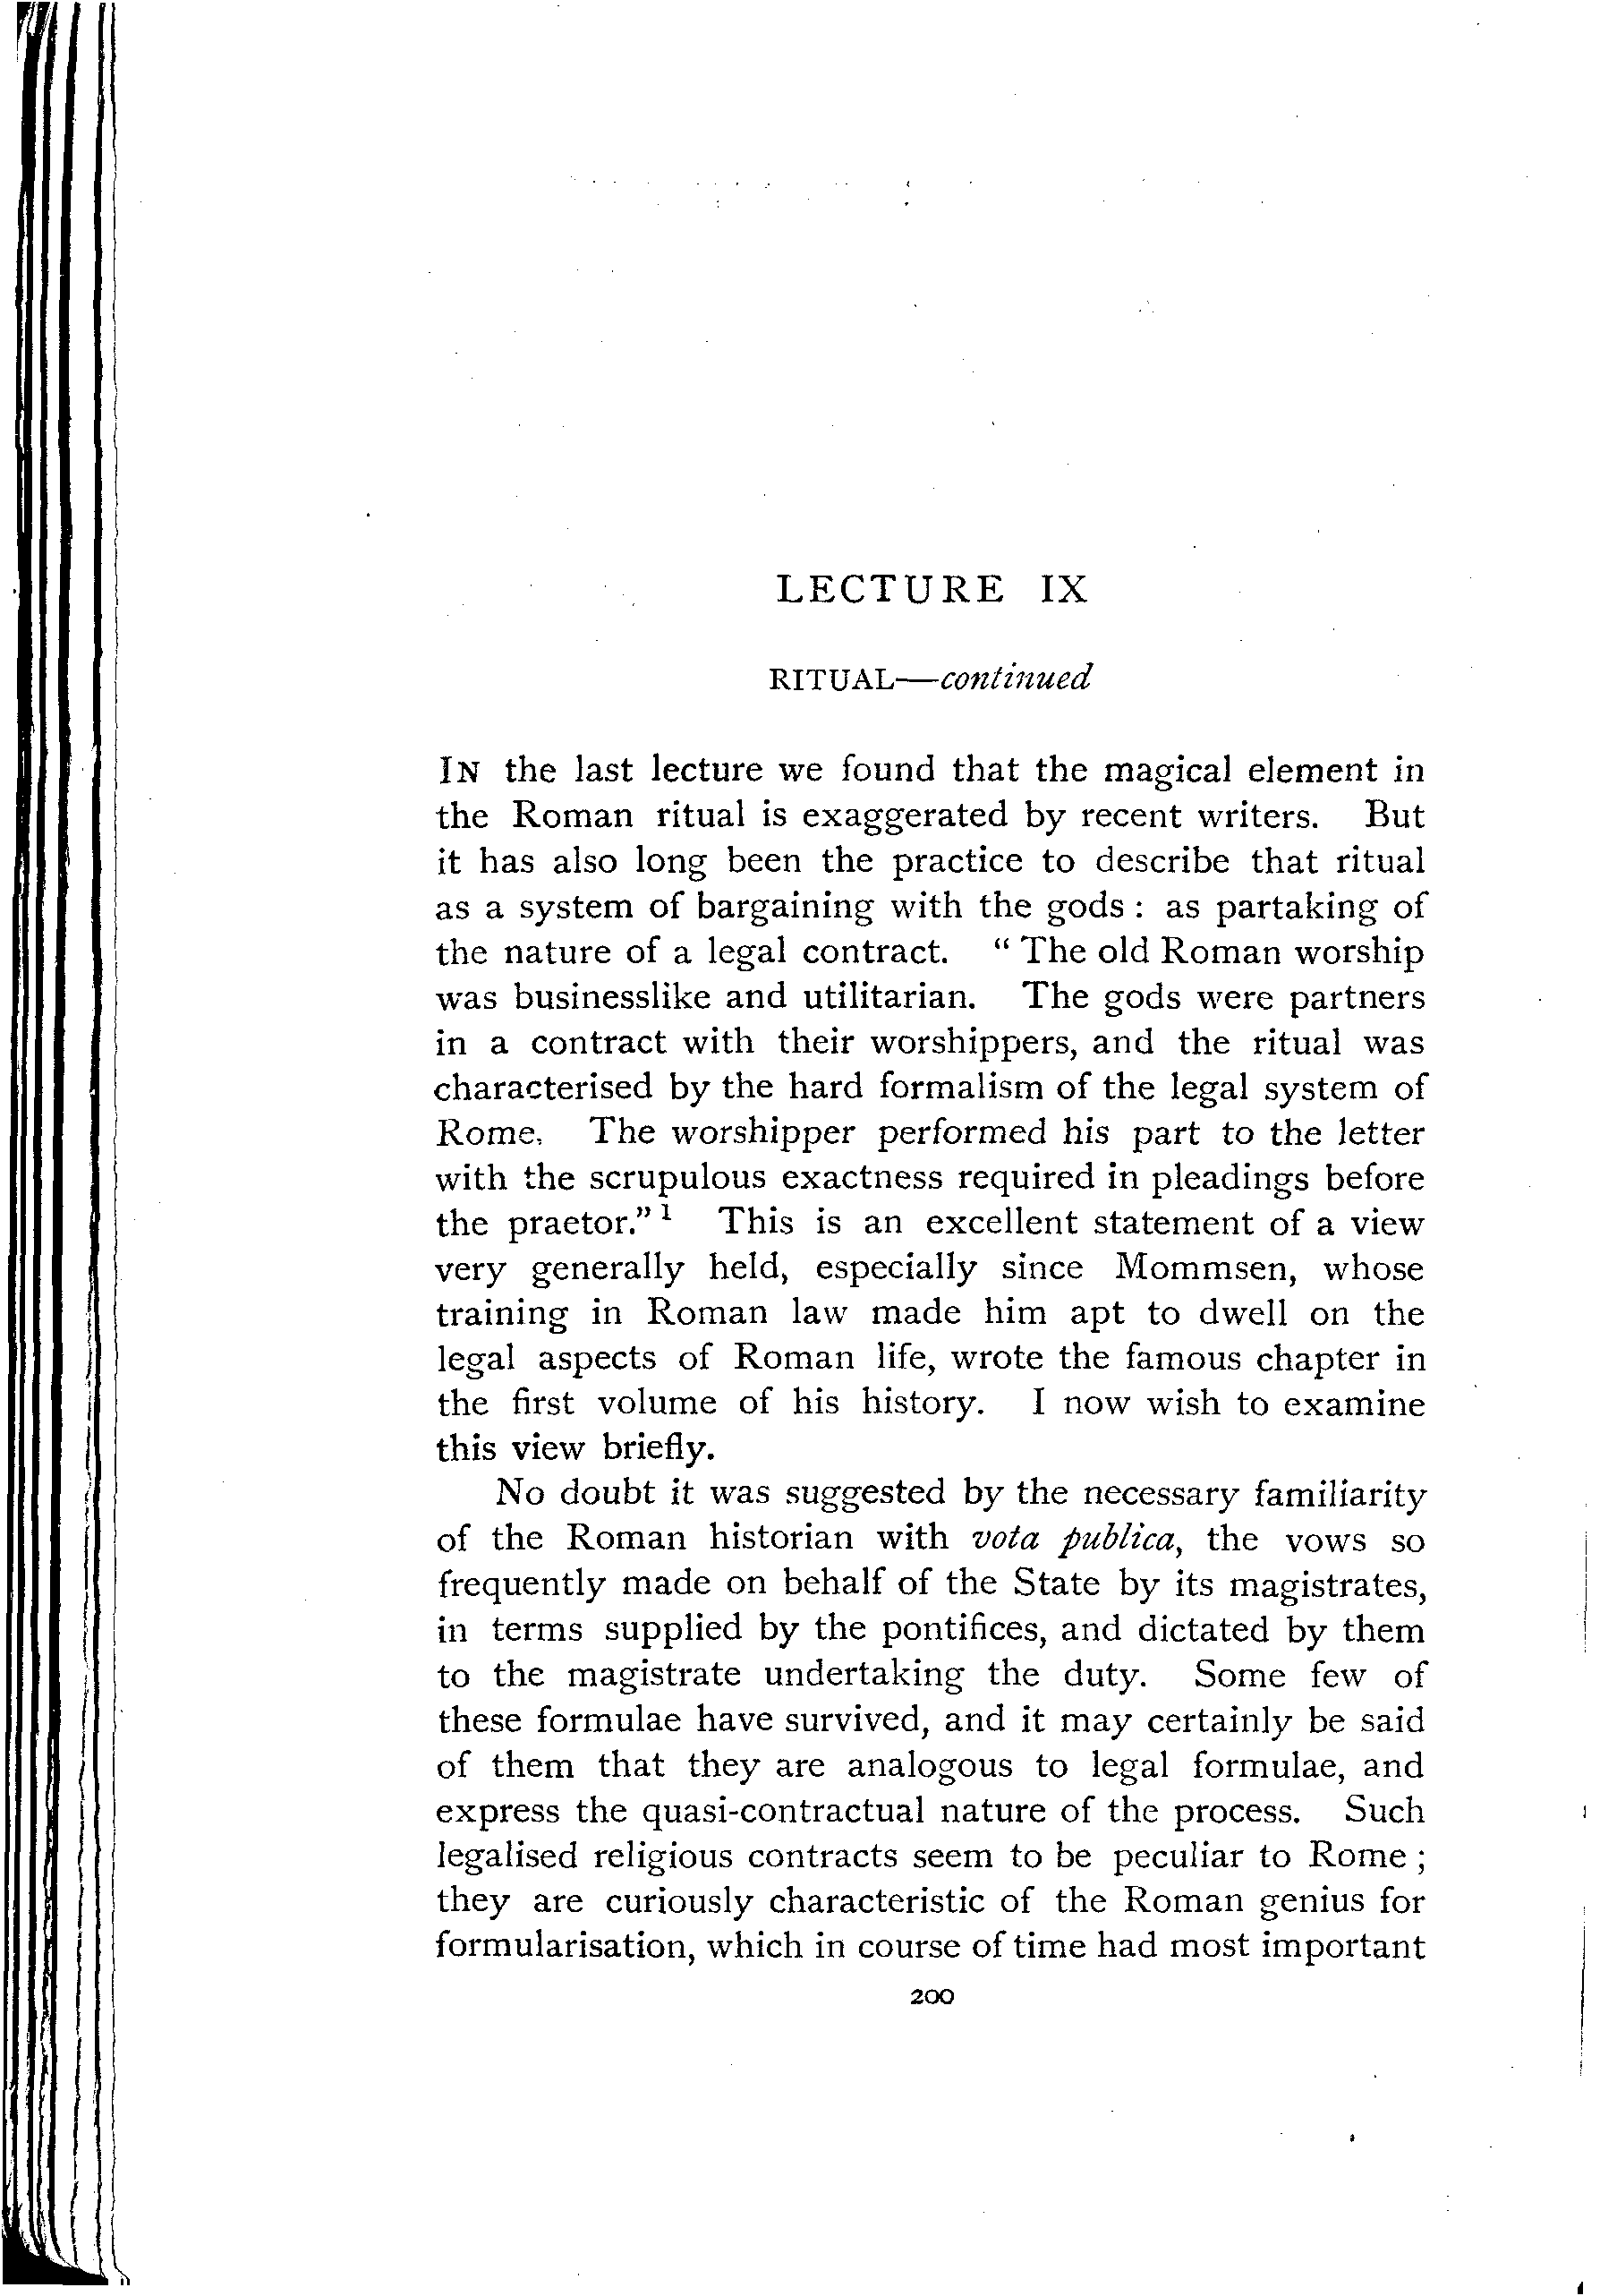 LECTURE IX
RITUAL—continued
IN the last lecture we found that the magical element in
the Roman ritual is exaggerated by recent writers. But
it has also long been the practice to describe that ritual
as a system of bargaining with the gods : as partaking of
the nature of a legal contract. “ The old Roman worship
was businesslike and utilitarian. The gods were partners
in a contract with their worshippers, and the ritual was
characterised by the hard formalism of the legal system of
Rome. The worshipper performed his part to the letter
with the scrupulous exactness required in pleadings before
the praetor.” ¹ This is an excellent statement of a view
very generally held, especially since Mommsen, whose
training in Roman law made him apt to dwell on the
legal aspects of Roman life, wrote the famous chapter in
the first volume of his history. I now wish to examine
this view briefly.
No doubt it was suggested by the necessary familiarity
of the Roman historian with vota publica, the vows so
frequently made on behalf of the State by its magistrates,
in terms supplied by the pontifices, and dictated by them
to the magistrate undertaking the duty. Some few of
these formulae have survived, and it may certainly be said
of them that they are analogous to legal formulae, and
express the quasi-contractual nature of the process. Such
legalised religious contracts seem to be peculiar to Rome ;
they are curiously characteristic of the Roman genius for
formularisation, which in course of time had most important
200